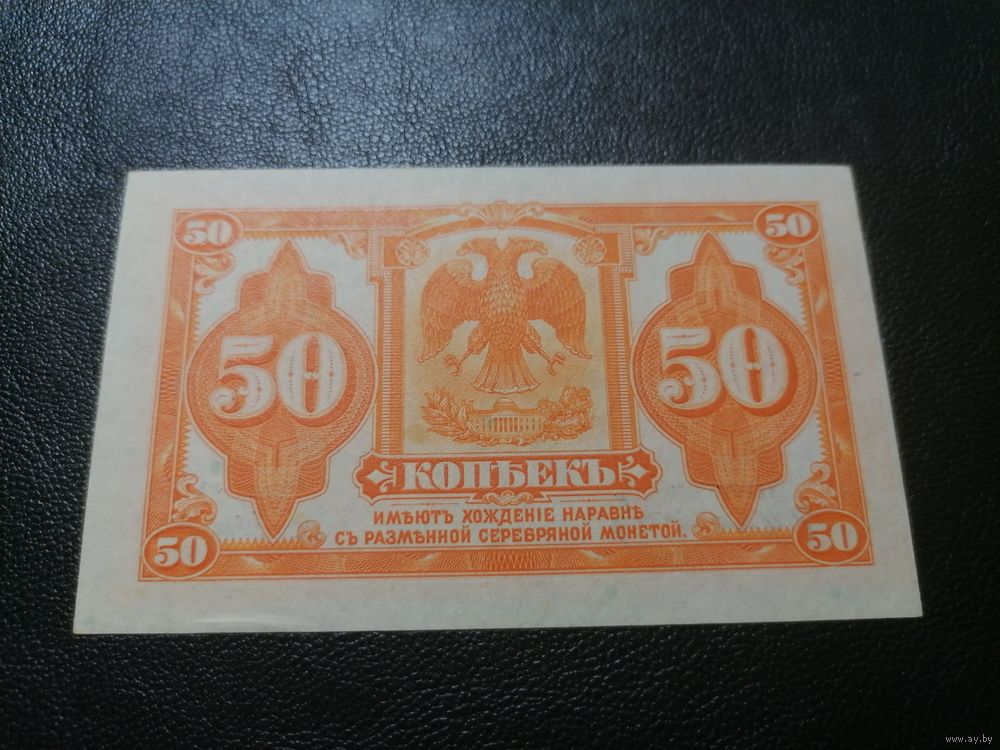 50 50
50 50
КОПѢЕКЪ
ИМѢЮТЪ ХОЖДЕНІЕ НАРАВНѢ
СЪ РАЗМѢННОЙ СЕРЕБРЯНОЙ МОНЕТОЙ.
50 50
www.ay.by